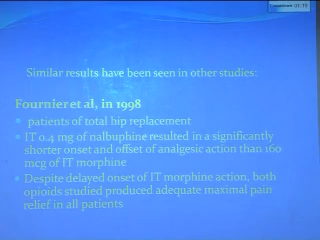 Countdown 01:19
Similar results have been seen in other studies:
Fournier et al, in 1998
patients of total hip replacement
IT 0.4 mg of nalbuphine resulted in a significantly
shorter onset and offset of analgesic action than 160
mcg of IT morphine
Despite delayed onset of IT morphine action, both
opioids studied produced adequate maximal pain
relief in all patients